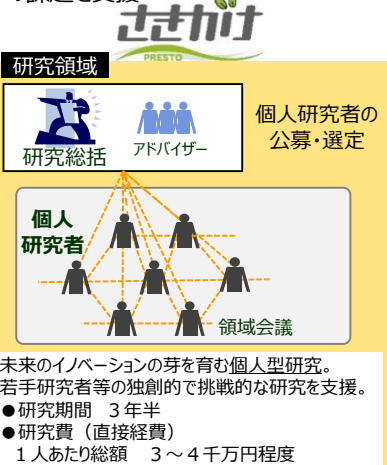 さきがけ
PRESTO
研究領域
研究総括
アドバイザー
個人研究者の
公募・選定
個人
研究者
領域会議
未来のイノベーションの芽を育む個人型研究。
若手研究者等の独創的で挑戦的な研究を支援。
●研究期間 3年半
●研究費（直接経費）
1人あたり総額 3～4千万円程度